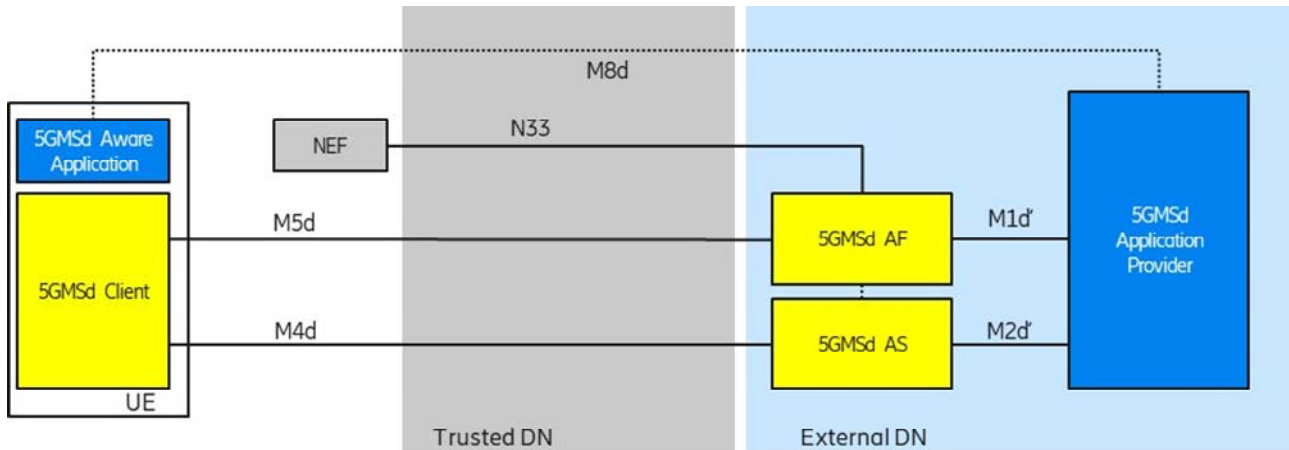 M8d
5GMSd Aware
Application
NEF
N33
M5d
5GMSd AF
M1d'
5GMSd
Application
Provider
5GMSd Client
M4d
5GMSd AS
M2d'
UE
Trusted DN
External DN